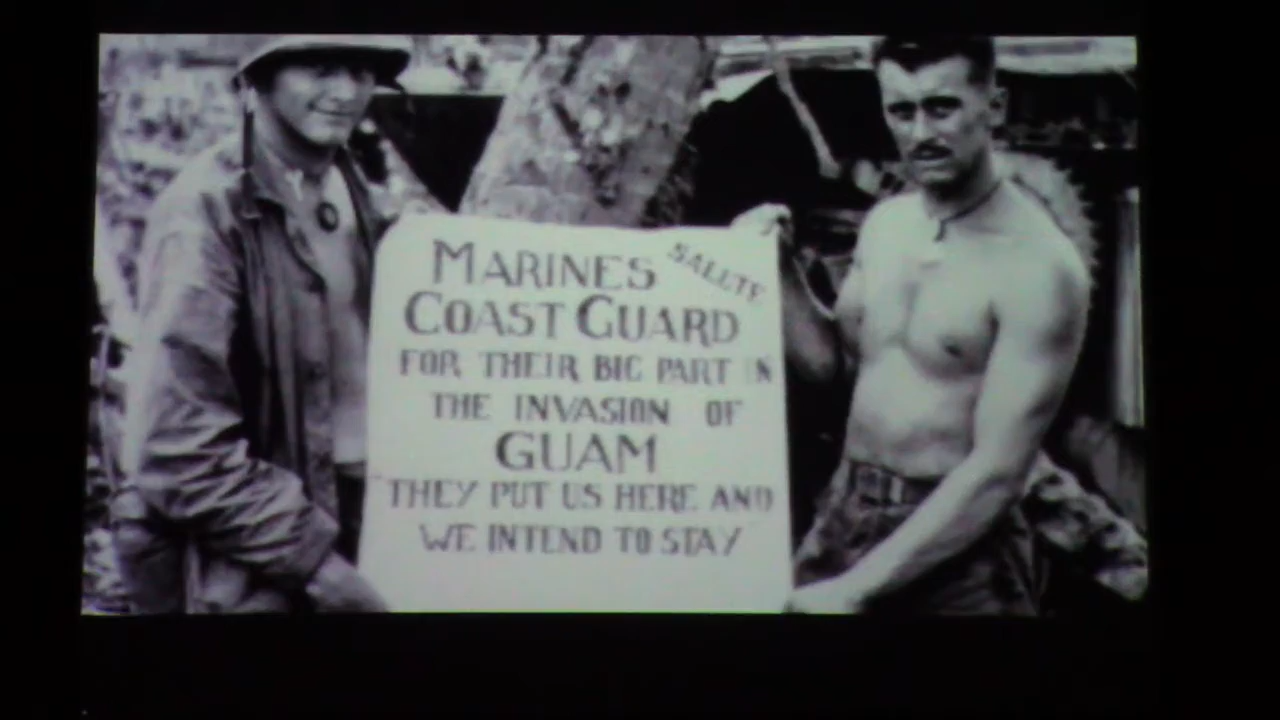 MARINES SALUTE
COAST GUARD
FOR THEIR BIG PART IN
THE INVASION OF
GUAM
THEY PUT US HERE AND
WE INTEND TO STAY